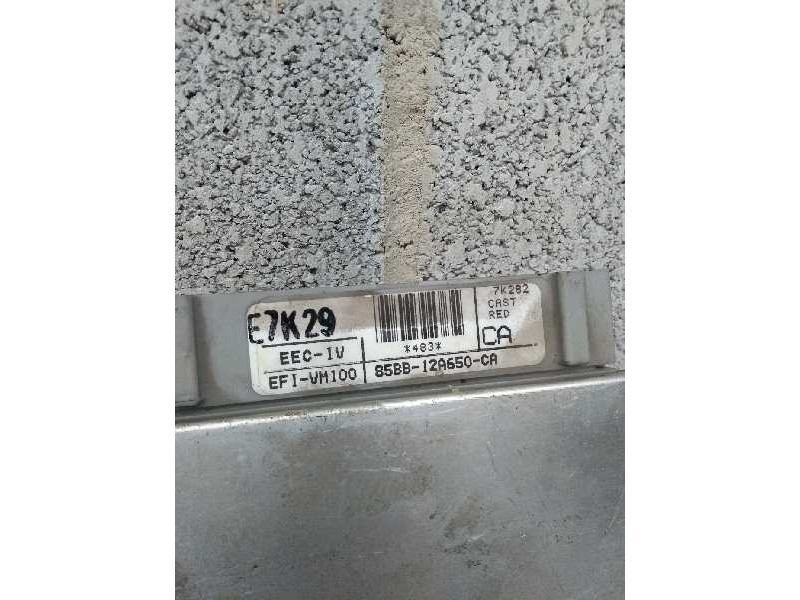 E7K29
EEC-IV
EFI-VM100
*483*
85BB-12A650-CA
7K282
CAST
RED
CA